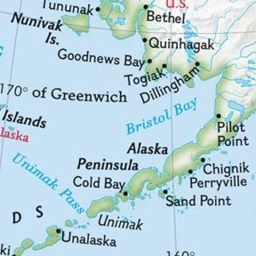 Tununak
U.S.
Bethel
Nunivak
Is.
Quinhagak
Goodnews Bay
Togiak
Dillingham
170° of Greenwich
Bristol Bay
Islands
laska
Pilot
Point
Unimak Pass
Alaska
Peninsula
Chignik
Perryville
Cold Bay
Sand Point
D S
Unimak
Unalaska
ki
160°